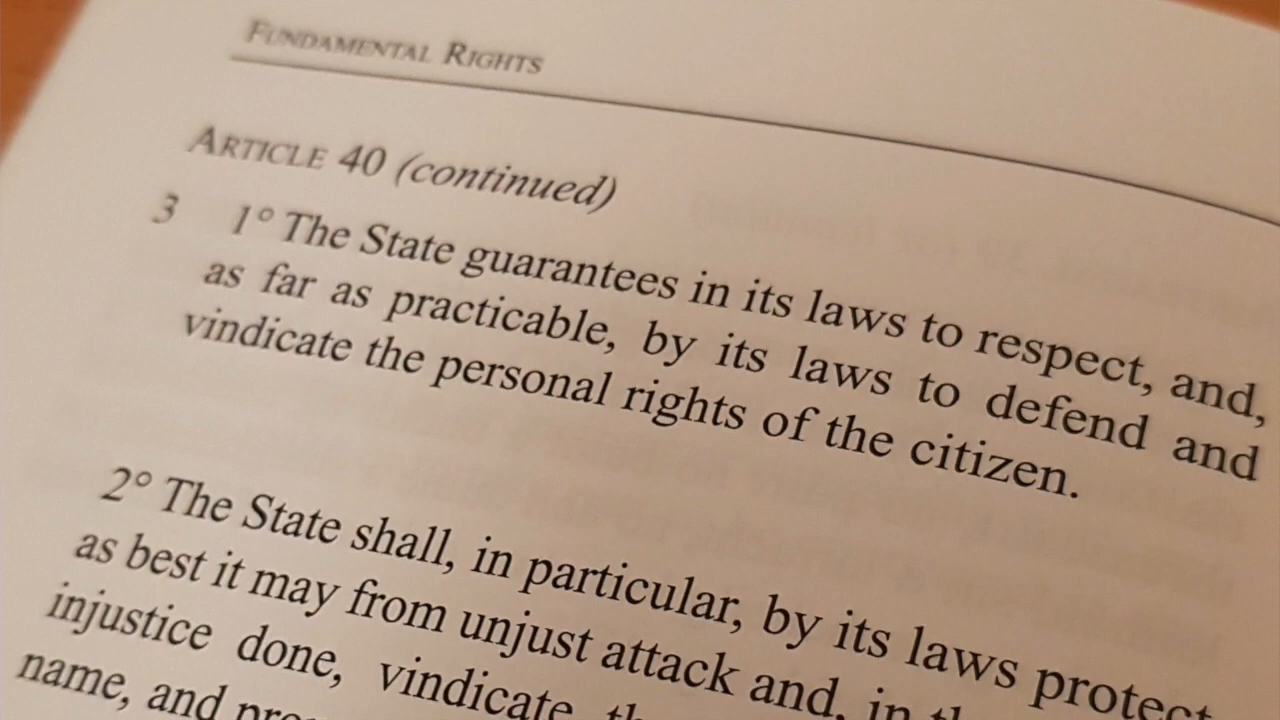 FUNDAMENTAL RIGHTS
ARTICLE 40 (continued)
3 1° The State guarantees in its laws to respect, and,
as far as practicable, by its laws to defend and
vindicate the personal rights of the citizen.
2° The State shall, in particular, by its laws protect
as best it may from unjust attack and, in
injustice done, vindicate
name, and